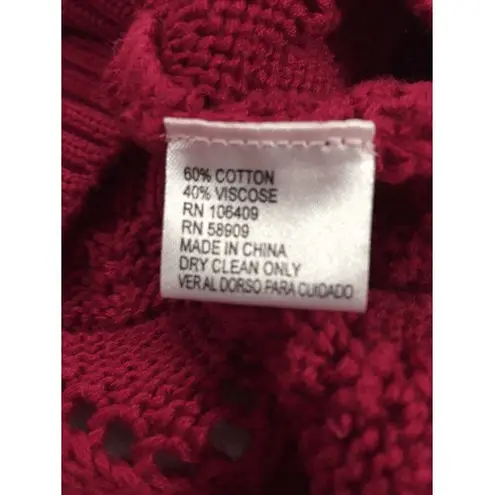 60% COTTON
40% VISCOSE
RN 106409
RN 58909
MADE IN CHINA
DRY CLEAN ONLY
VER AL DORSO PARA CUIDADO